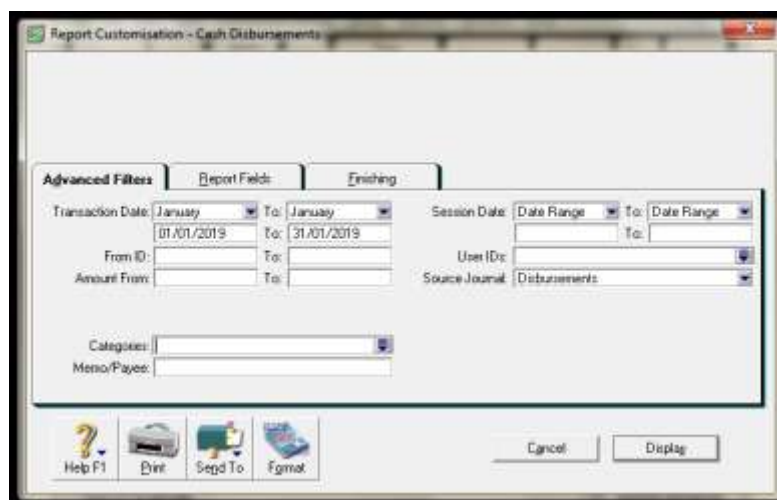 Report Customisation - Cash Disbursements
Advanced Filters Report Fields Finishing
Transaction Date: January To: January Session Date: Date Range To: Date Range
01/01/2019 To: 31/01/2019 To:
From ID: To: User IDs:
Amount From: To: Source Journal: Disbursements
Categories:
Memo/Payee:
Help F1 Print Send To Format Cancel Display